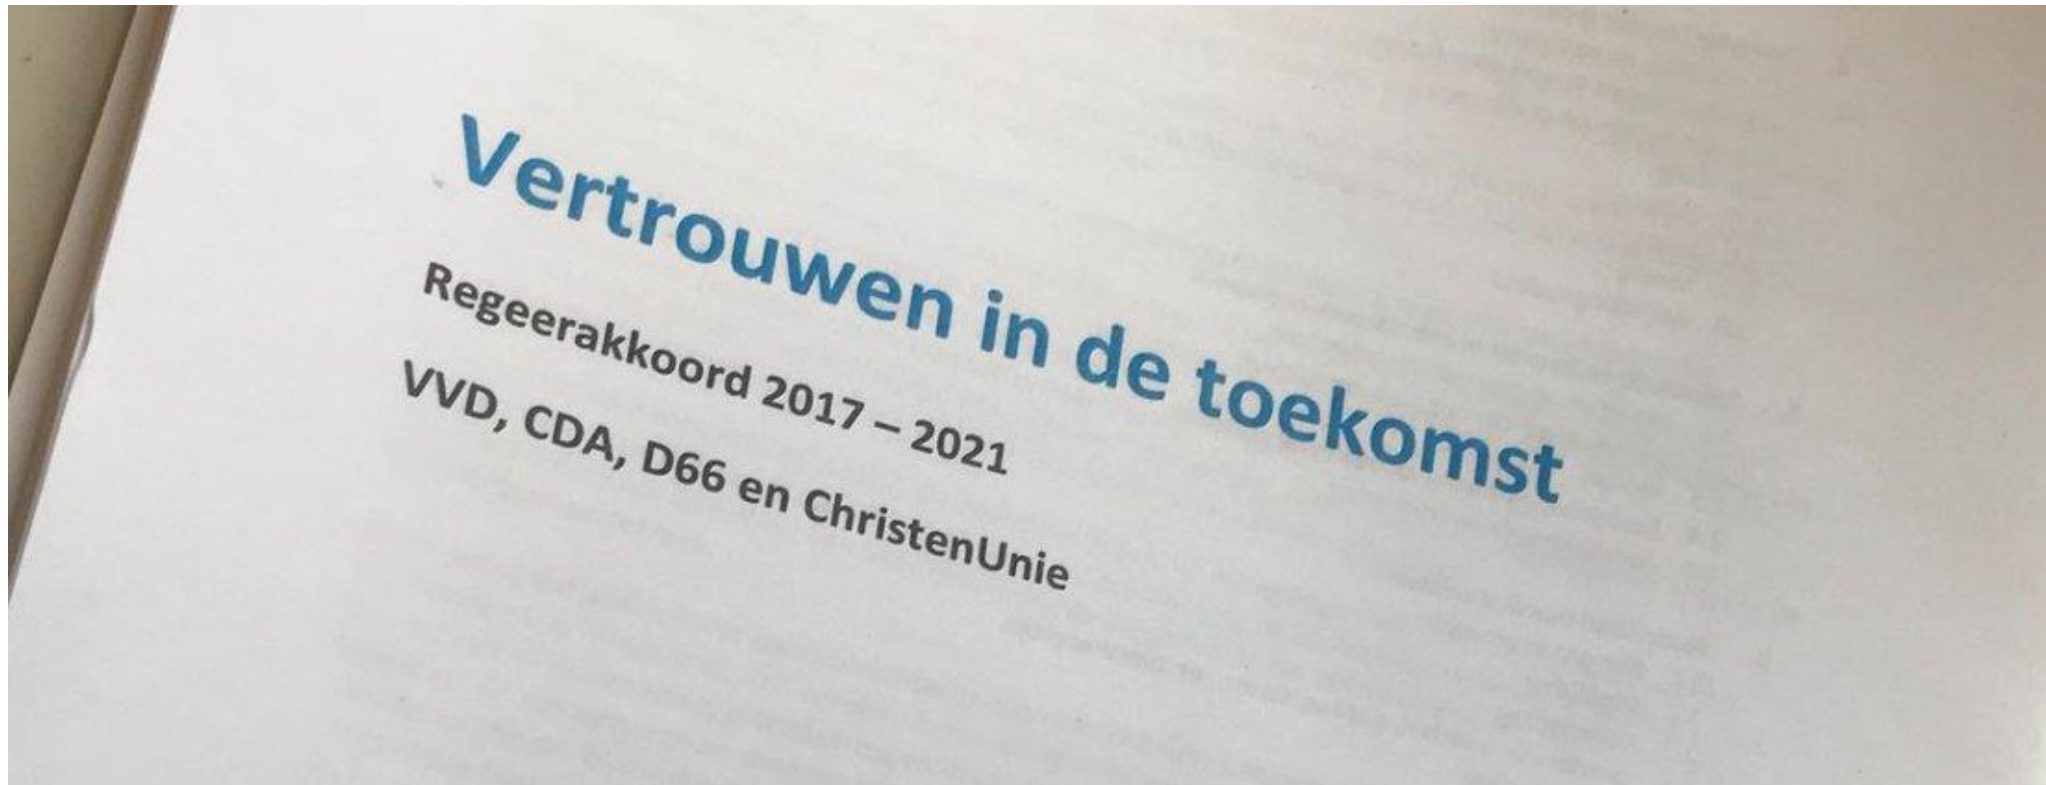 Vertrouwen in de toekomst
Regeerakkoord 2017 – 2021
VVD, CDA, D66 en ChristenUnie